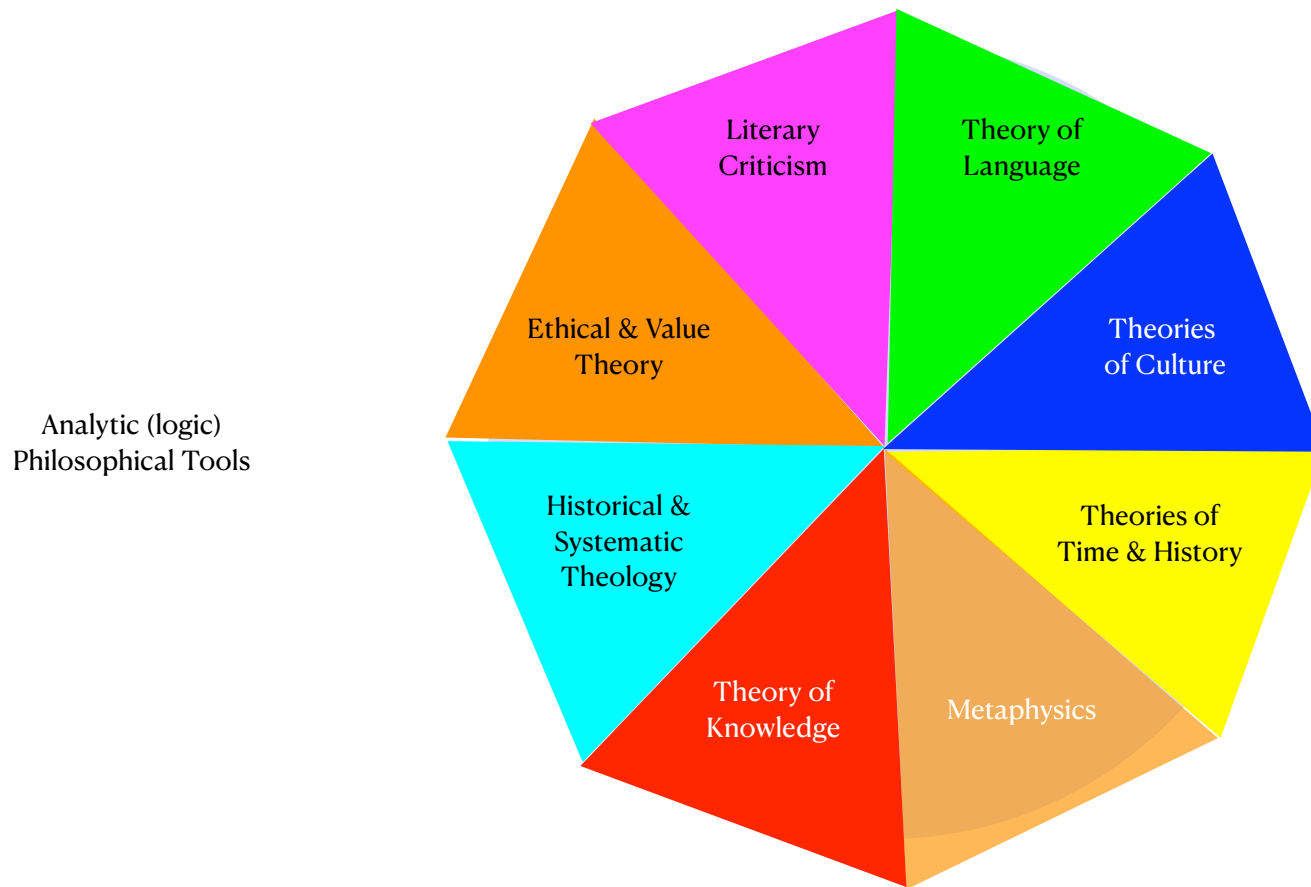 Literary
Criticism
Theory of
Language
Ethical & Value
Theory
Theories
of Culture
Analytic (logic)
Philosophical Tools
Historical &
Systematic
Theology
Theories of
Time & History
Theory of
Knowledge
Metaphysics